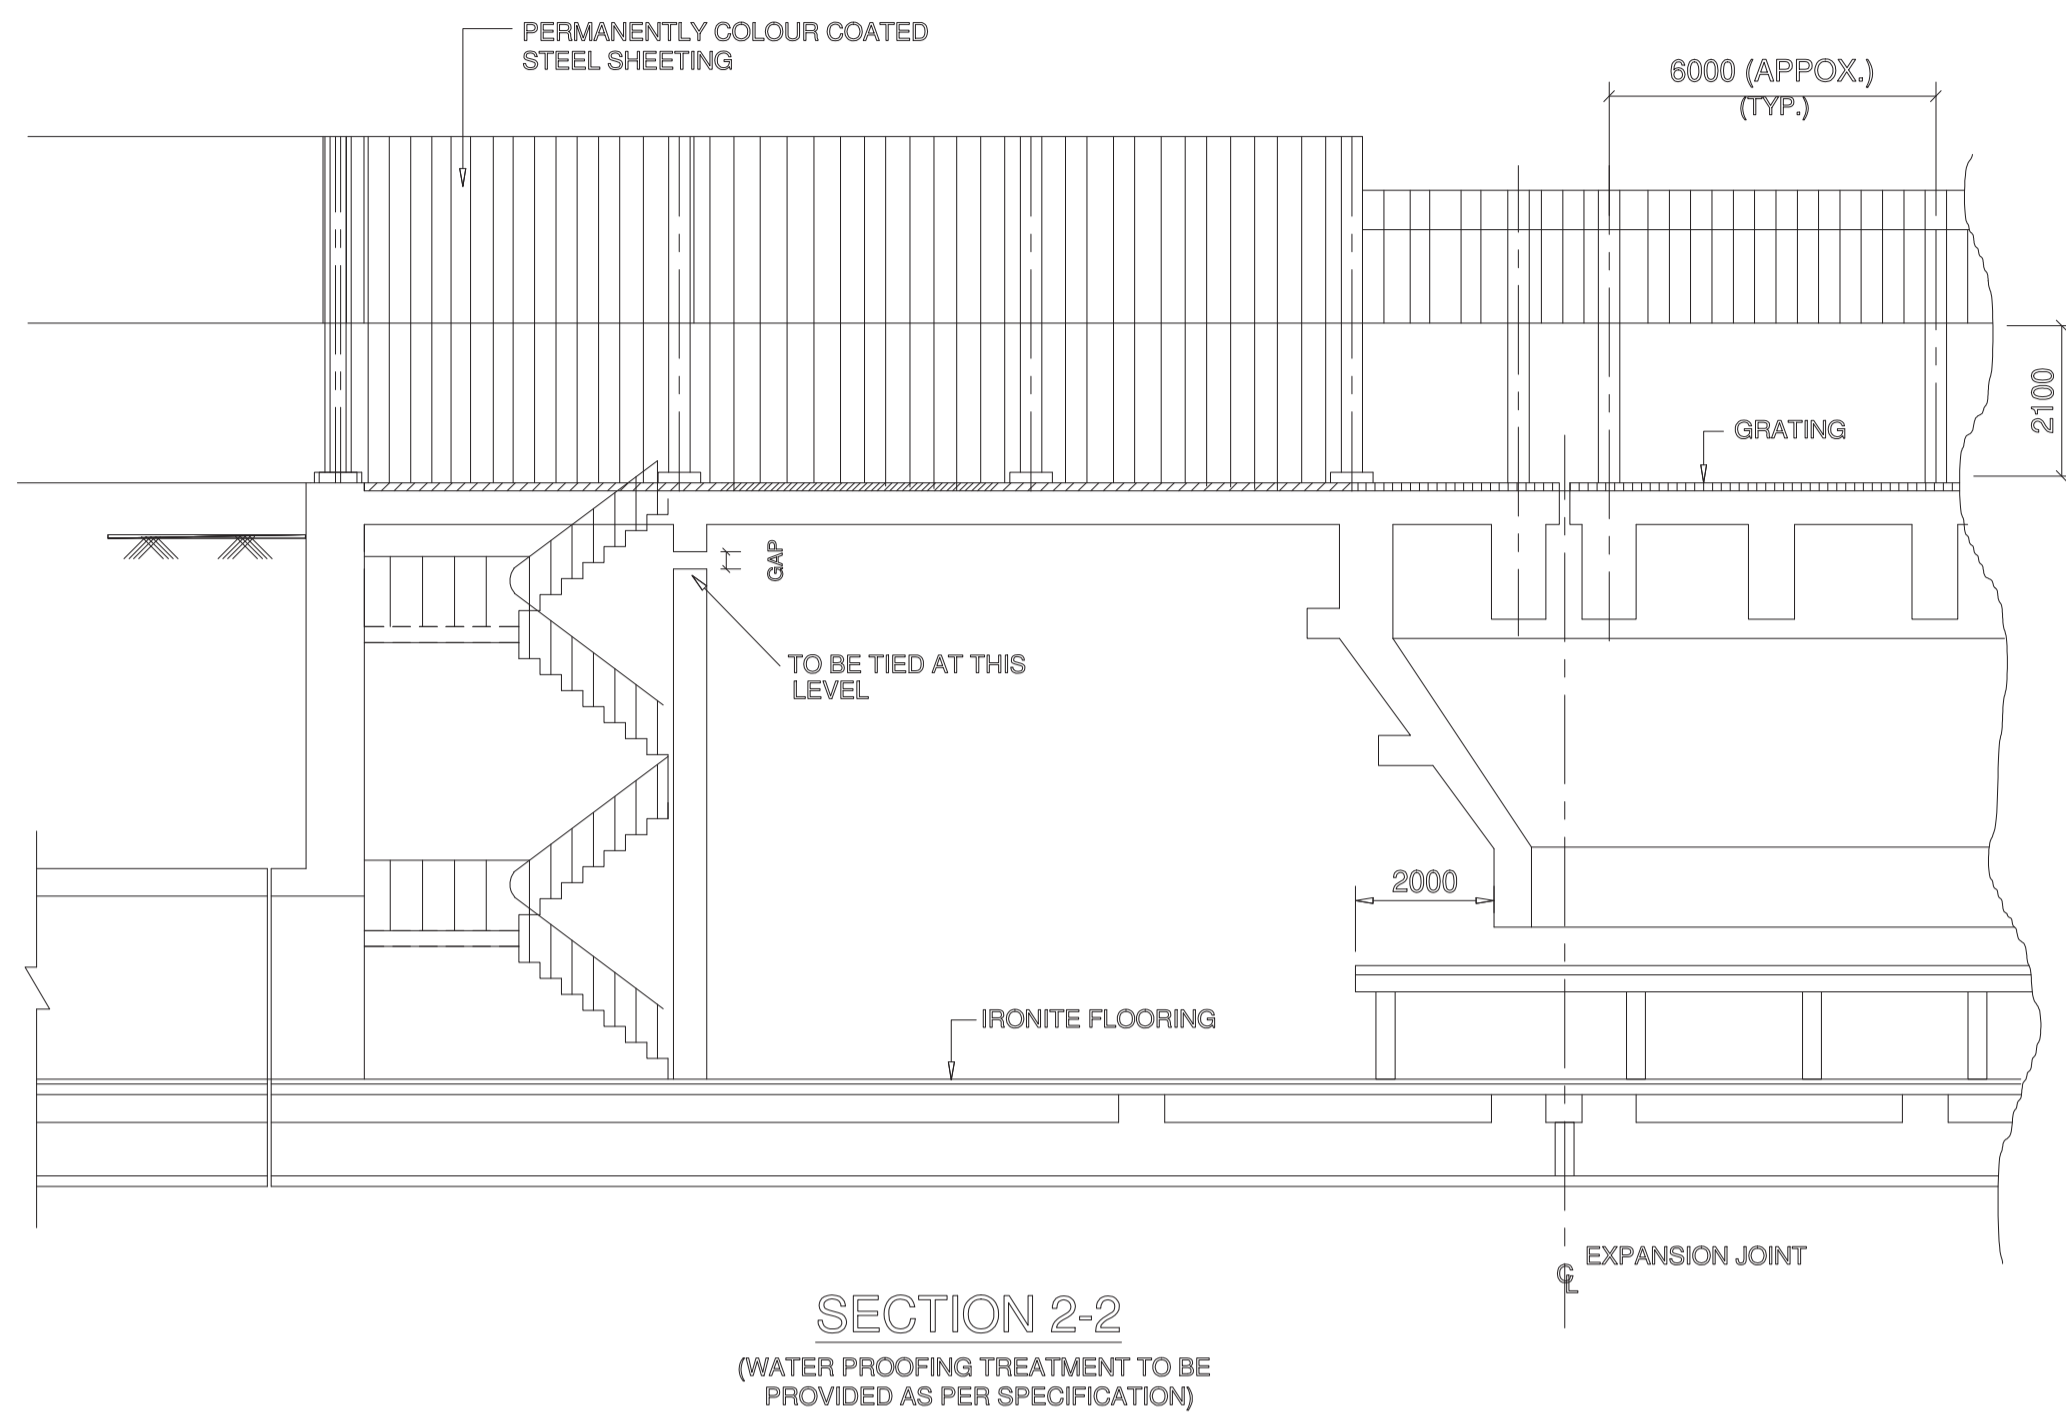 PERMANENTLY COLOUR COATED
STEEL SHEETING
6000 (APPOX.)
(TYP.)
2100
GRATING
GAP
TO BE TIED AT THIS
LEVEL
2000
IRONITE FLOORING
EXPANSION JOINT
CL
SECTION 2-2
(WATER PROOFING TREATMENT TO BE
PROVIDED AS PER SPECIFICATION)